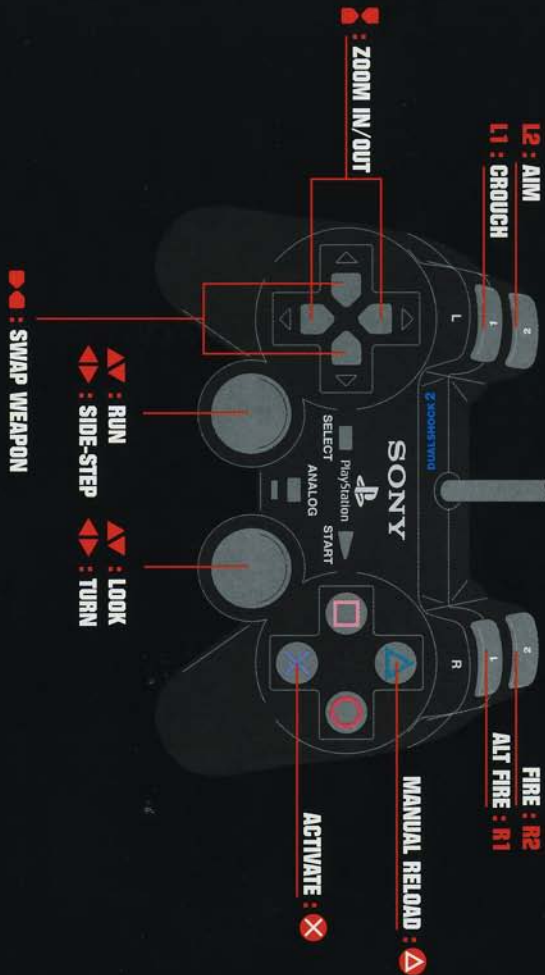 L2 : AIM
L1 : CROUCH
FIRE : R2
ALT FIRE : R1
2
1
L
2
1
R
DUALSHOCK 2
SONY
PlayStation
SELECT
START
ANALOG
: ZOOM IN/OUT
MANUAL RELOAD :
ACTIVATE :
: SWAP WEAPON
: RUN
: SIDE-STEP
: LOOK
: TURN